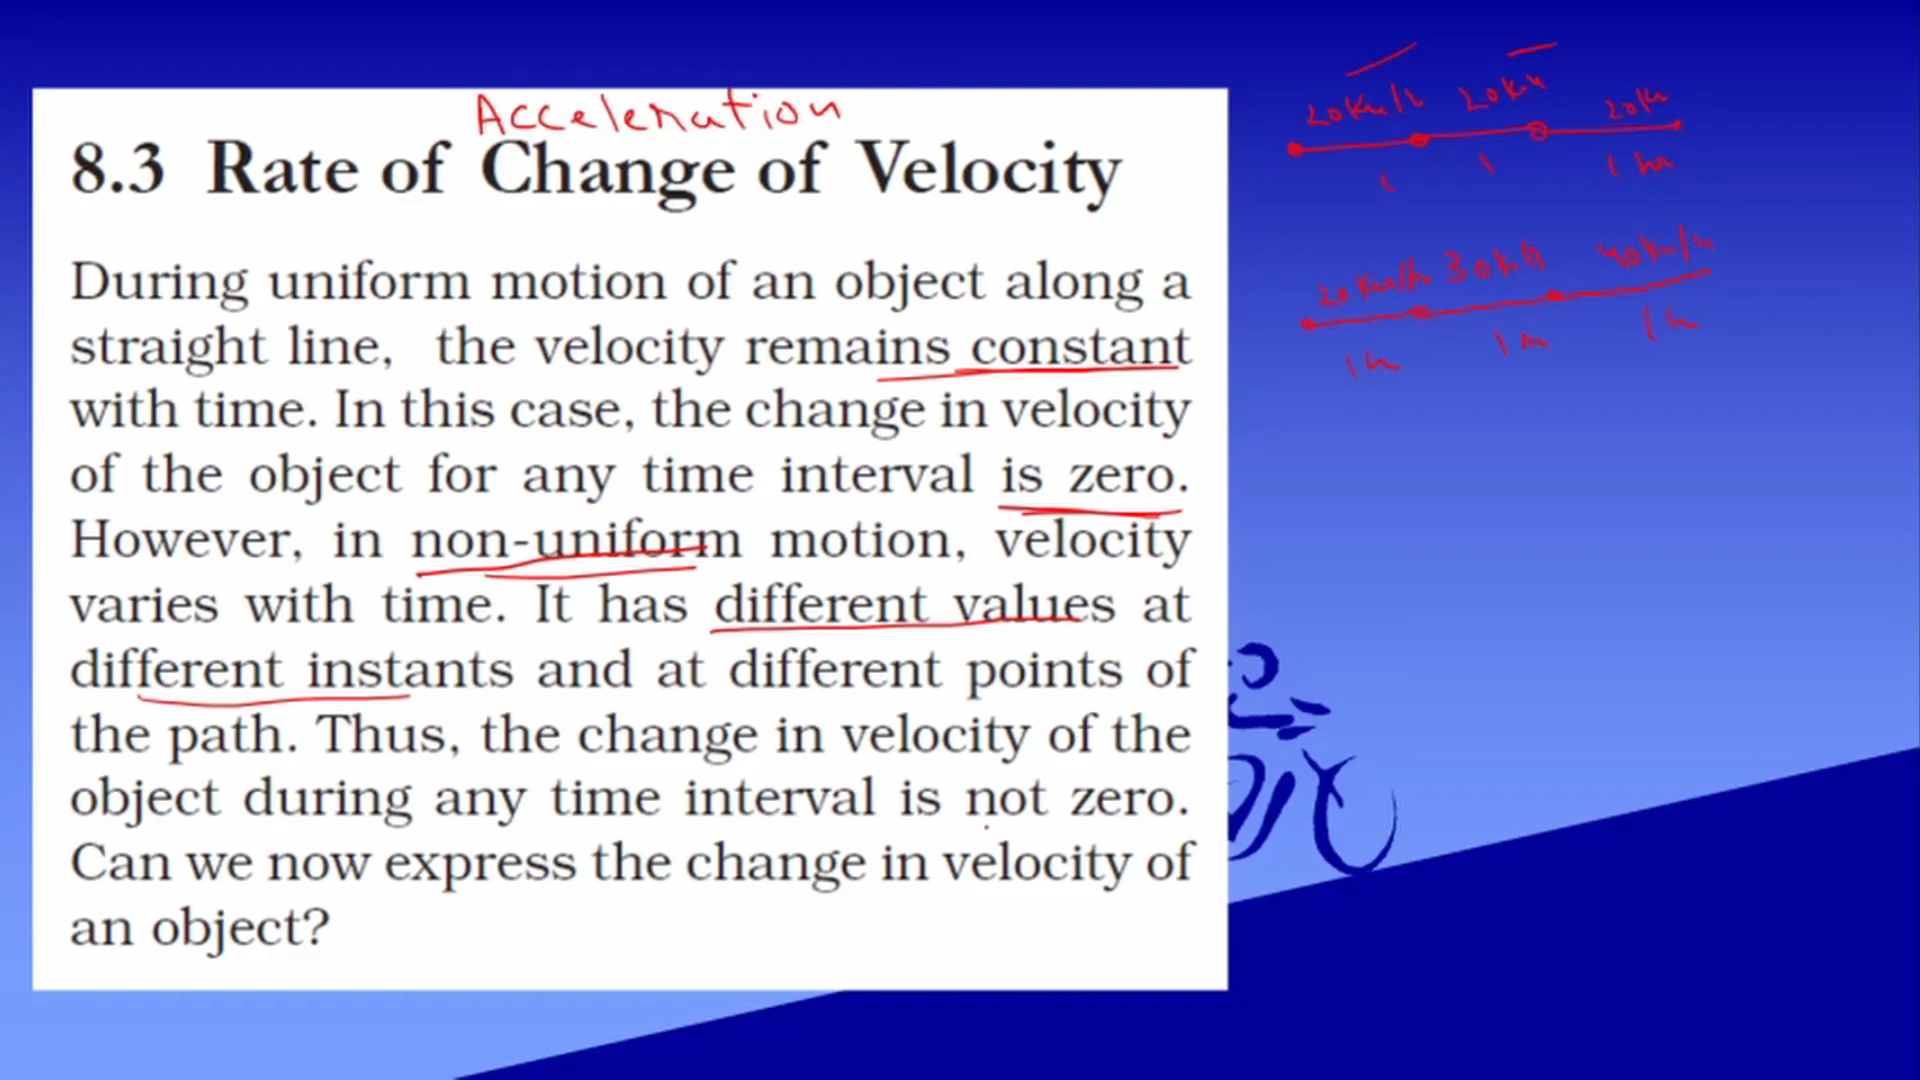 Acceleration
8.3 Rate of Change of Velocity
During uniform motion of an object along a
straight line, the velocity remains constant
with time. In this case, the change in velocity
of the object for any time interval is zero.
However, in non-uniform motion, velocity
varies with time. It has different values at
different instants and at different points of
the path. Thus, the change in velocity of the
object during any time interval is not zero.
Can we now express the change in velocity of
an object?
20km/h 20km 20km
1 1 1 hr
20km/h 30km/h 40km/h
1h 1h 1h